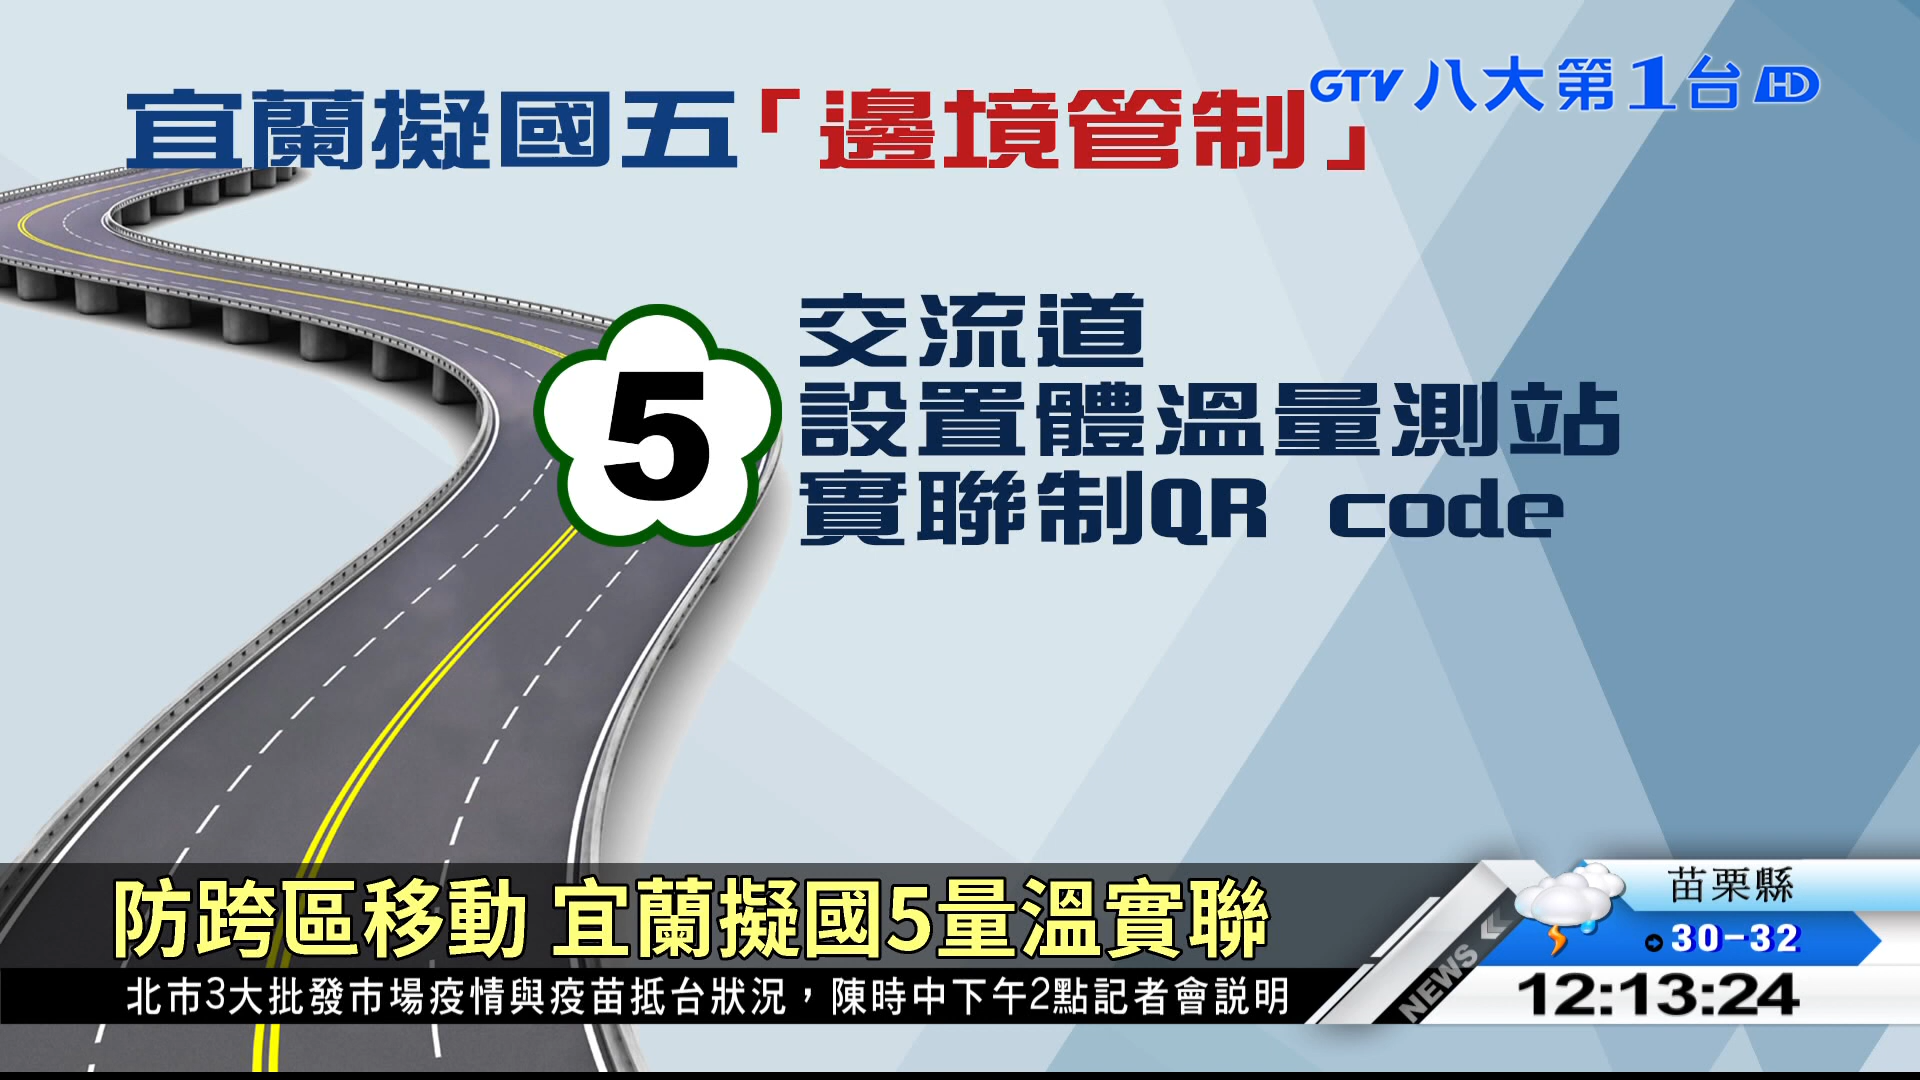 宜蘭擬國五「邊境管制」
GTV 八大第1台 HD
5
交流道
設置體溫量測站
實聯制QR code
防跨區移動 宜蘭擬國5量溫實聯
北市3大批發市場疫情與疫苗抵台狀況，陳時中下午2點記者會説明
NEWS
苗栗縣
30-32
12:13:24